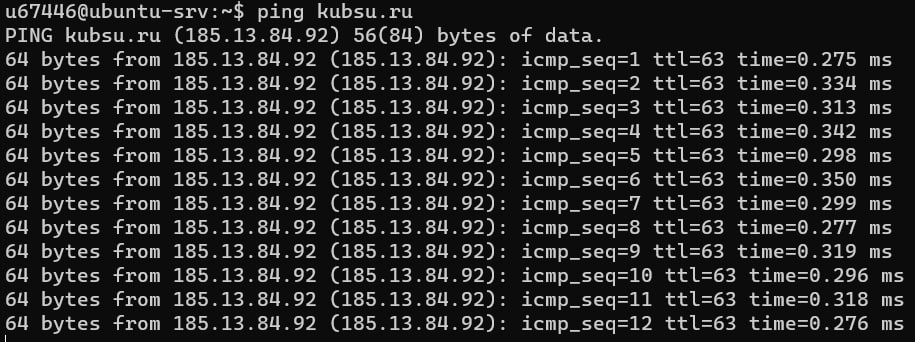 u67446@ubuntu-srv:~$ ping kubsu.ru
PING kubsu.ru (185.13.84.92) 56(84) bytes of data.
64 bytes from 185.13.84.92 (185.13.84.92): icmp_seq=1 ttl=63 time=0.275 ms
64 bytes from 185.13.84.92 (185.13.84.92): icmp_seq=2 ttl=63 time=0.334 ms
64 bytes from 185.13.84.92 (185.13.84.92): icmp_seq=3 ttl=63 time=0.313 ms
64 bytes from 185.13.84.92 (185.13.84.92): icmp_seq=4 ttl=63 time=0.342 ms
64 bytes from 185.13.84.92 (185.13.84.92): icmp_seq=5 ttl=63 time=0.298 ms
64 bytes from 185.13.84.92 (185.13.84.92): icmp_seq=6 ttl=63 time=0.350 ms
64 bytes from 185.13.84.92 (185.13.84.92): icmp_seq=7 ttl=63 time=0.299 ms
64 bytes from 185.13.84.92 (185.13.84.92): icmp_seq=8 ttl=63 time=0.277 ms
64 bytes from 185.13.84.92 (185.13.84.92): icmp_seq=9 ttl=63 time=0.319 ms
64 bytes from 185.13.84.92 (185.13.84.92): icmp_seq=10 ttl=63 time=0.296 ms
64 bytes from 185.13.84.92 (185.13.84.92): icmp_seq=11 ttl=63 time=0.318 ms
64 bytes from 185.13.84.92 (185.13.84.92): icmp_seq=12 ttl=63 time=0.276 ms